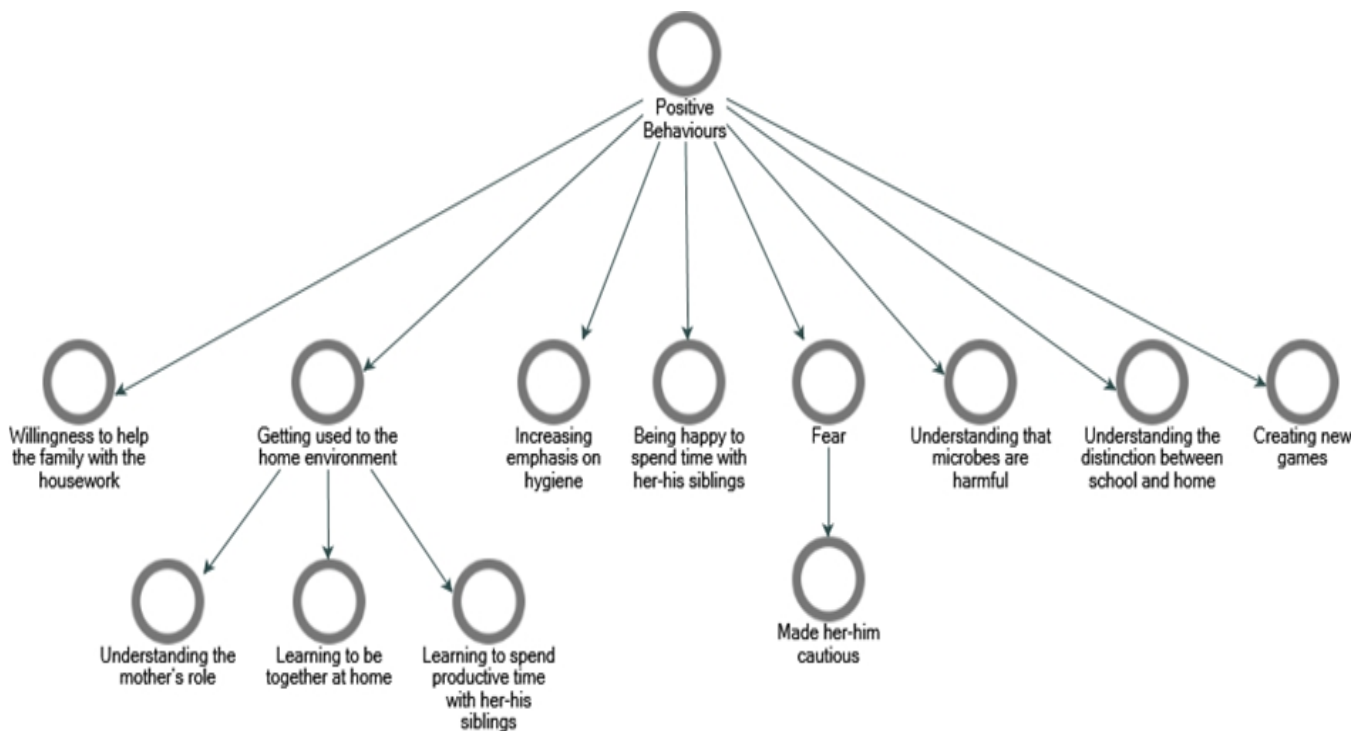 Positive
Behaviours
Willingness to help
the family with the
housework
Getting used to the
home environment
Increasing
emphasis on
hygiene
Being happy to
spend time with
her-his siblings
Fear
Understanding that
microbes are
harmful
Understanding the
distinction between
school and home
Creating new
games
Understanding the
mother's role
Learning to be
together at home
Learning to spend
productive time
with her-his
siblings
Made her-him
cautious